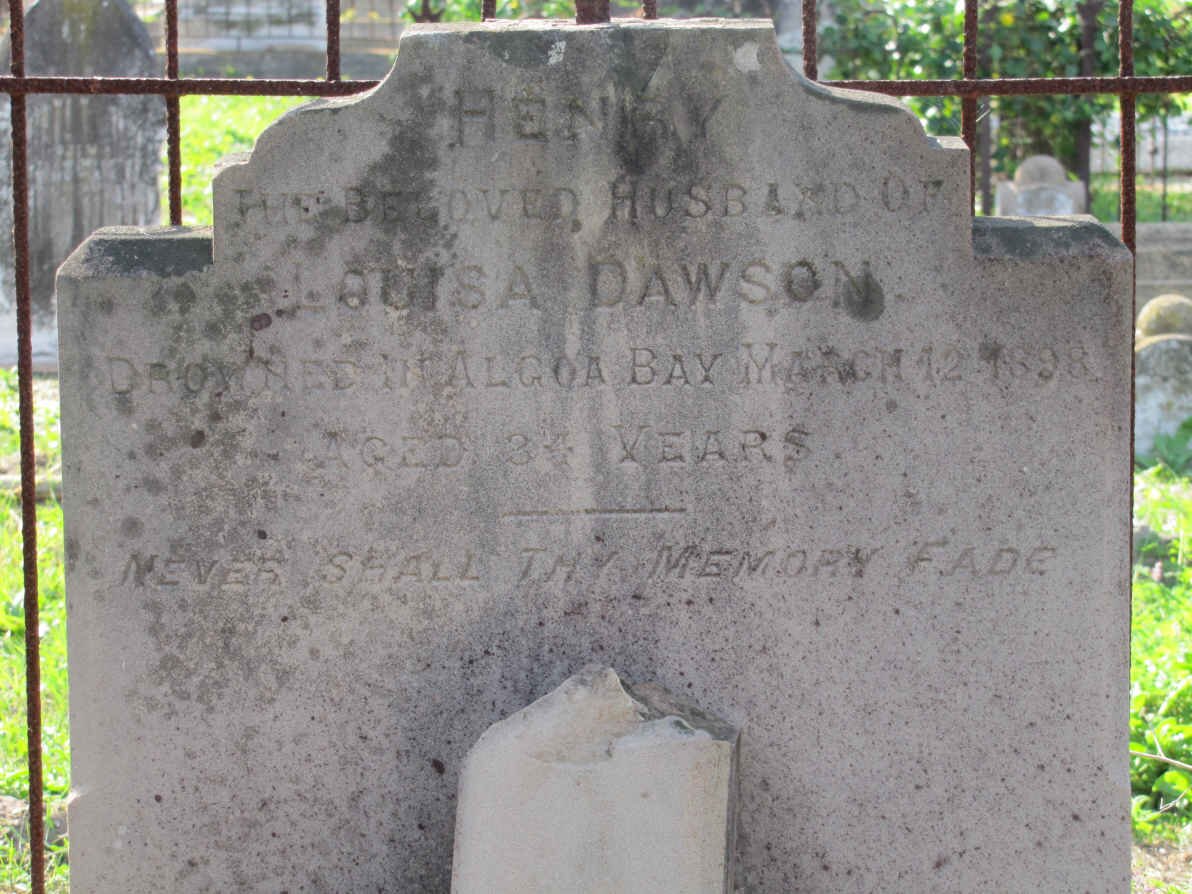 HENRY
THE BELOVED HUSBAND OF
LOUISA DAWSON
DROWNED IN ALGOA BAY MARCH 12 1898
AGED 34 YEARS
NEVER SHALL THY MEMORY FADE